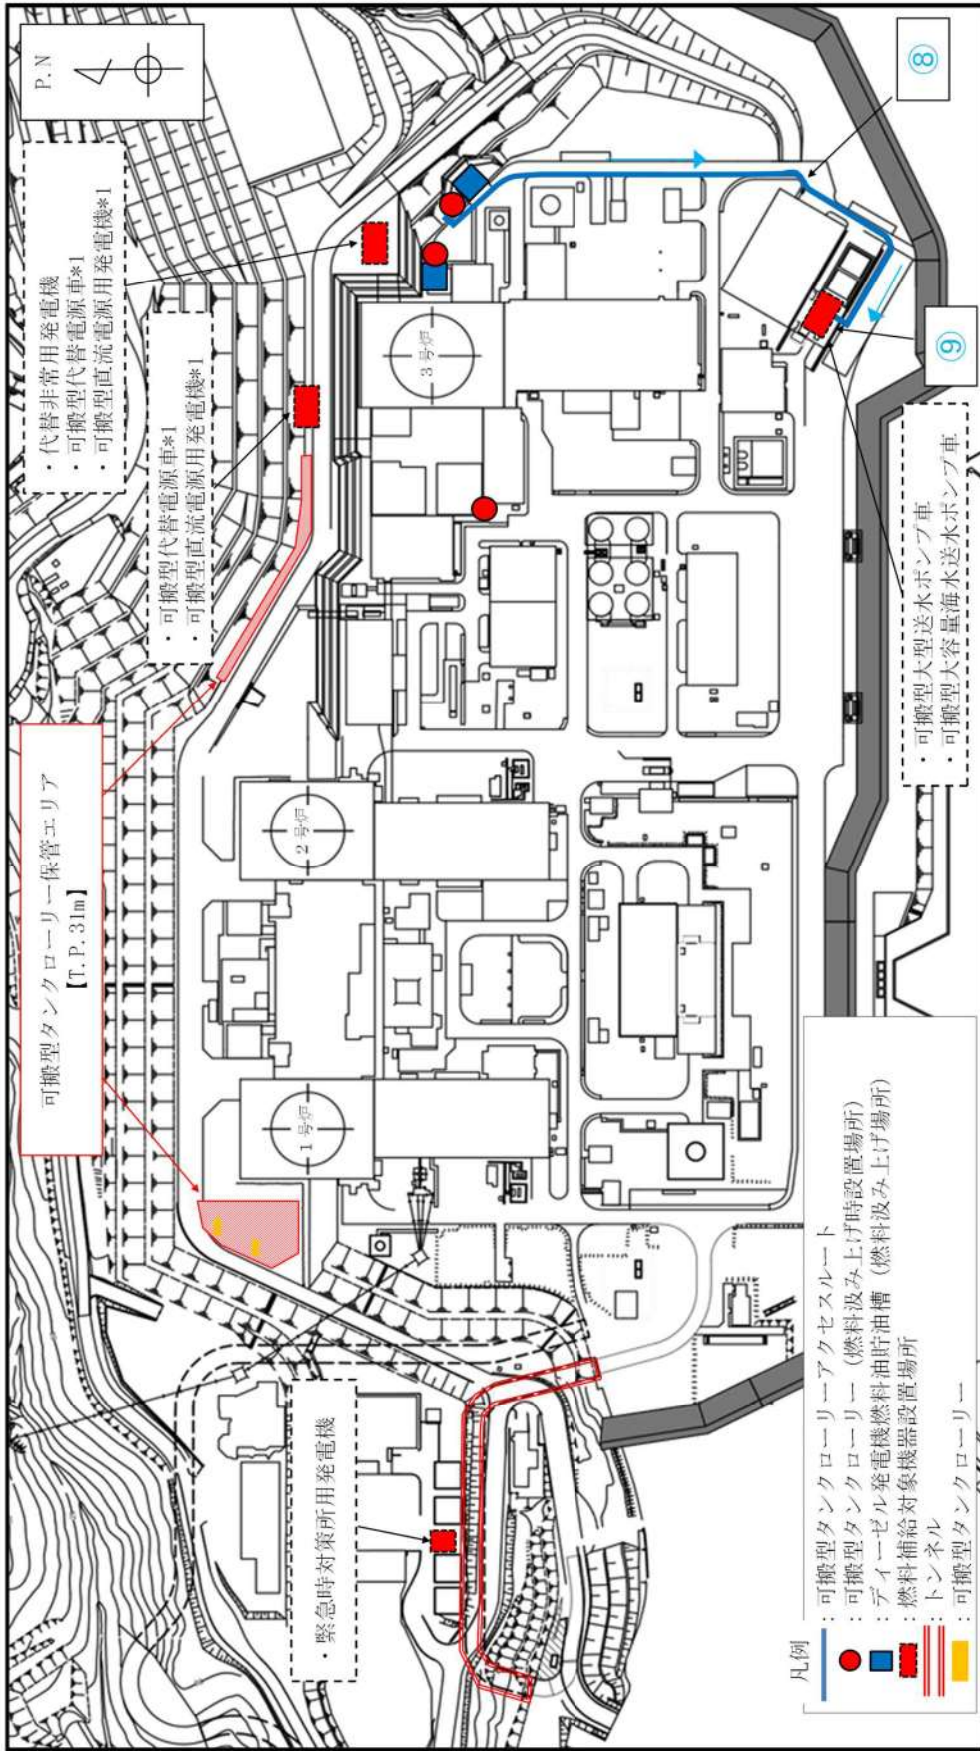 P.N
・代替非常用発電機
・可搬型代替電源車*1
・可搬型直流電源用発電機*1
・可搬型代替電源車*1
・可搬型直流電源用発電機*1
可搬型タンクローリー保管エリア
【T.P.31m】
・緊急時対策所用発電機
1号炉
2号炉
3号炉
⑧
⑨
・可搬型大型送水ポンプ車
・可搬型大容量海水送水ポンプ車
凡例
：可搬型タンクローリーアクセスルート
：可搬型タンクローリー（燃料汲み上げ時設置場所）
：ディーゼル発電機燃料油貯油槽（燃料汲み上げ場所）
：燃料補給対象機器設置場所
：トンネル
：可搬型タンクローリー